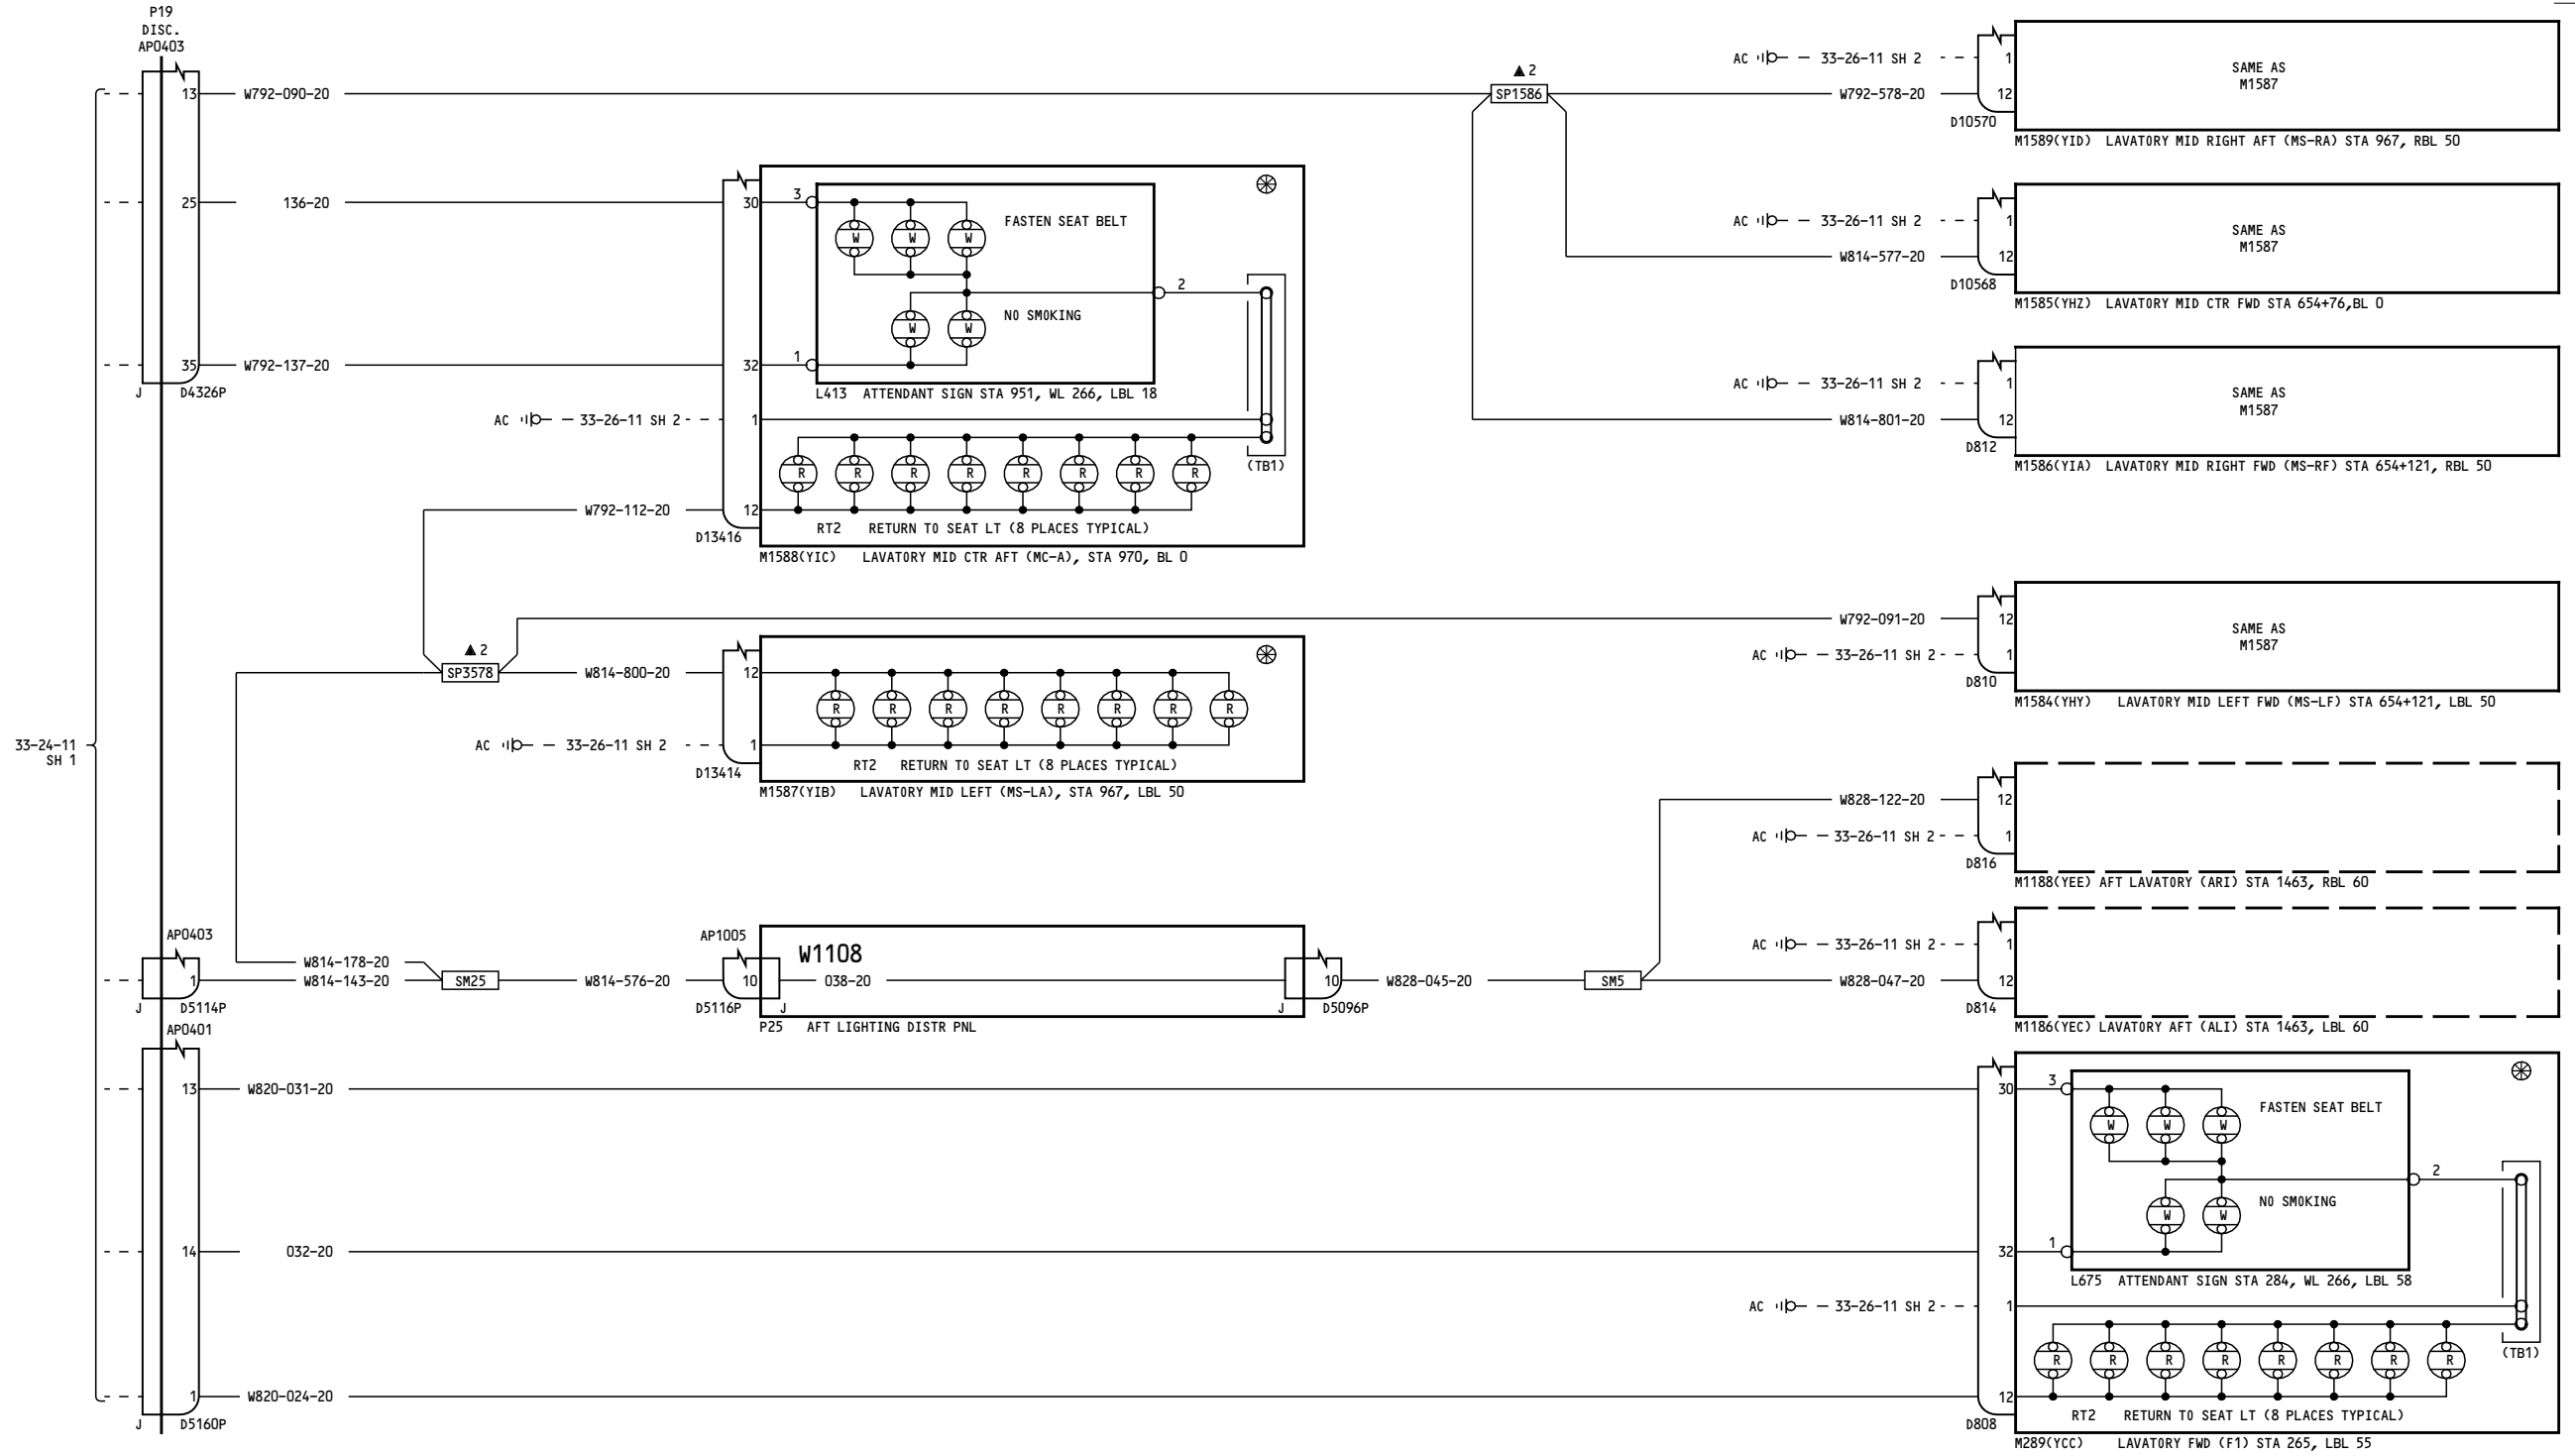 P19
DISC.
AP0403
13 W792-090-20
25 136-20
35 W792-137-20
J D4326P
33-24-11
SH 1
AP0403
1 W814-143-20
W814-178-20
J D5114P
AP0401
13 W820-031-20
14 032-20
1 W820-024-20
J D5160P
▲ 2
SP3578
SM25
W814-576-20
W792-112-20
W814-800-20
AC 33-26-11 SH 2
30
32
1
12
D13416
3
FASTEN SEAT BELT
W W W
2
NO SMOKING
W W
1
L413 ATTENDANT SIGN STA 951, WL 266, LBL 18
(TB1)
R R R R R R R R
RT2 RETURN TO SEAT LT (8 PLACES TYPICAL)
M1588(YIC) LAVATORY MID CTR AFT (MC-A), STA 970, BL 0
12
AC 33-26-11 SH 2
1
D13414
R R R R R R R R
RT2 RETURN TO SEAT LT (8 PLACES TYPICAL)
M1587(YIB) LAVATORY MID LEFT (MS-LA), STA 967, LBL 50
AP1005
10
D5116P
J
W1108
038-20
J
10
D5096P
P25 AFT LIGHTING DISTR PNL
W828-045-20
SM5
▲ 2
SP1586
AC 33-26-11 SH 2 1
W792-578-20 12
D10570
SAME AS
M1587
M1589(YID) LAVATORY MID RIGHT AFT (MS-RA) STA 967, RBL 50
AC 33-26-11 SH 2 1
W814-577-20 12
D10568
SAME AS
M1587
M1585(YHZ) LAVATORY MID CTR FWD STA 654+76,BL 0
AC 33-26-11 SH 2 1
W814-801-20 12
D812
SAME AS
M1587
M1586(YIA) LAVATORY MID RIGHT FWD (MS-RF) STA 654+121, RBL 50
W792-091-20 12
AC 33-26-11 SH 2 1
D810
SAME AS
M1587
M1584(YHY) LAVATORY MID LEFT FWD (MS-LF) STA 654+121, LBL 50
W828-122-20 12
AC 33-26-11 SH 2 1
D816
M1188(YEE) AFT LAVATORY (ARI) STA 1463, RBL 60
AC 33-26-11 SH 2 1
W828-047-20 12
D814
M1186(YEC) LAVATORY AFT (ALI) STA 1463, LBL 60
30
32
AC 33-26-11 SH 2 1
12
D808
3
FASTEN SEAT BELT
W W W
2
NO SMOKING
W W
1
L675 ATTENDANT SIGN STA 284, WL 266, LBL 58
(TB1)
R R R R R R R R
RT2 RETURN TO SEAT LT (8 PLACES TYPICAL)
M289(YCC) LAVATORY FWD (F1) STA 265, LBL 55